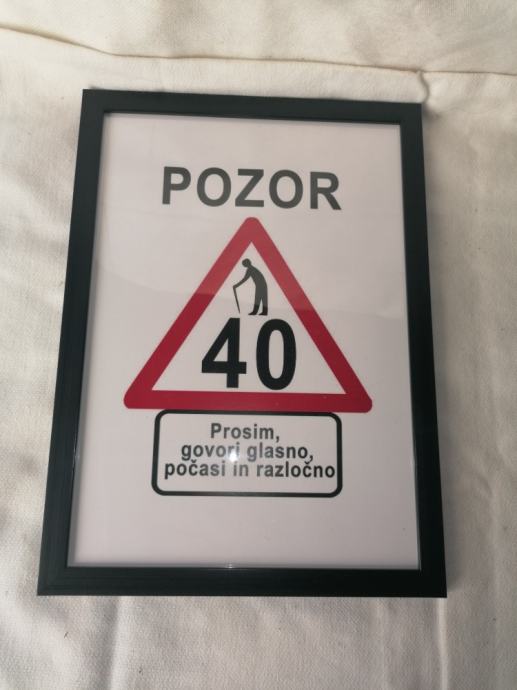 POZOR
40
Prosim,
govori glasno,
počasi in razločno